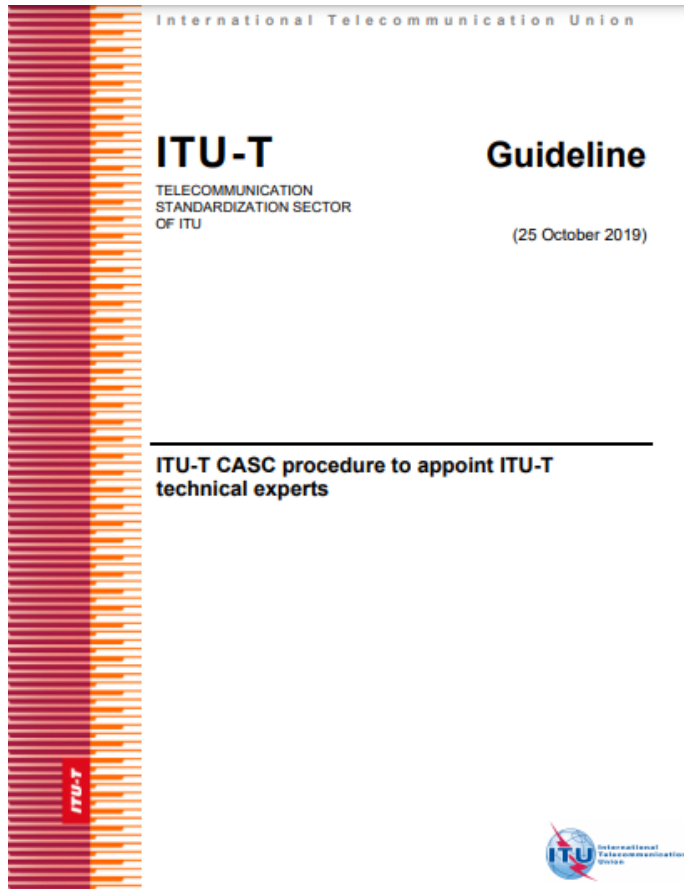 International Telecommunication Union
ITU-T
Guideline
TELECOMMUNICATION
STANDARDIZATION SECTOR
OF ITU
(25 October 2019)
ITU-T CASC procedure to appoint ITU-T
technical experts
ITU-T
ITU
International
Telecommunication
Union